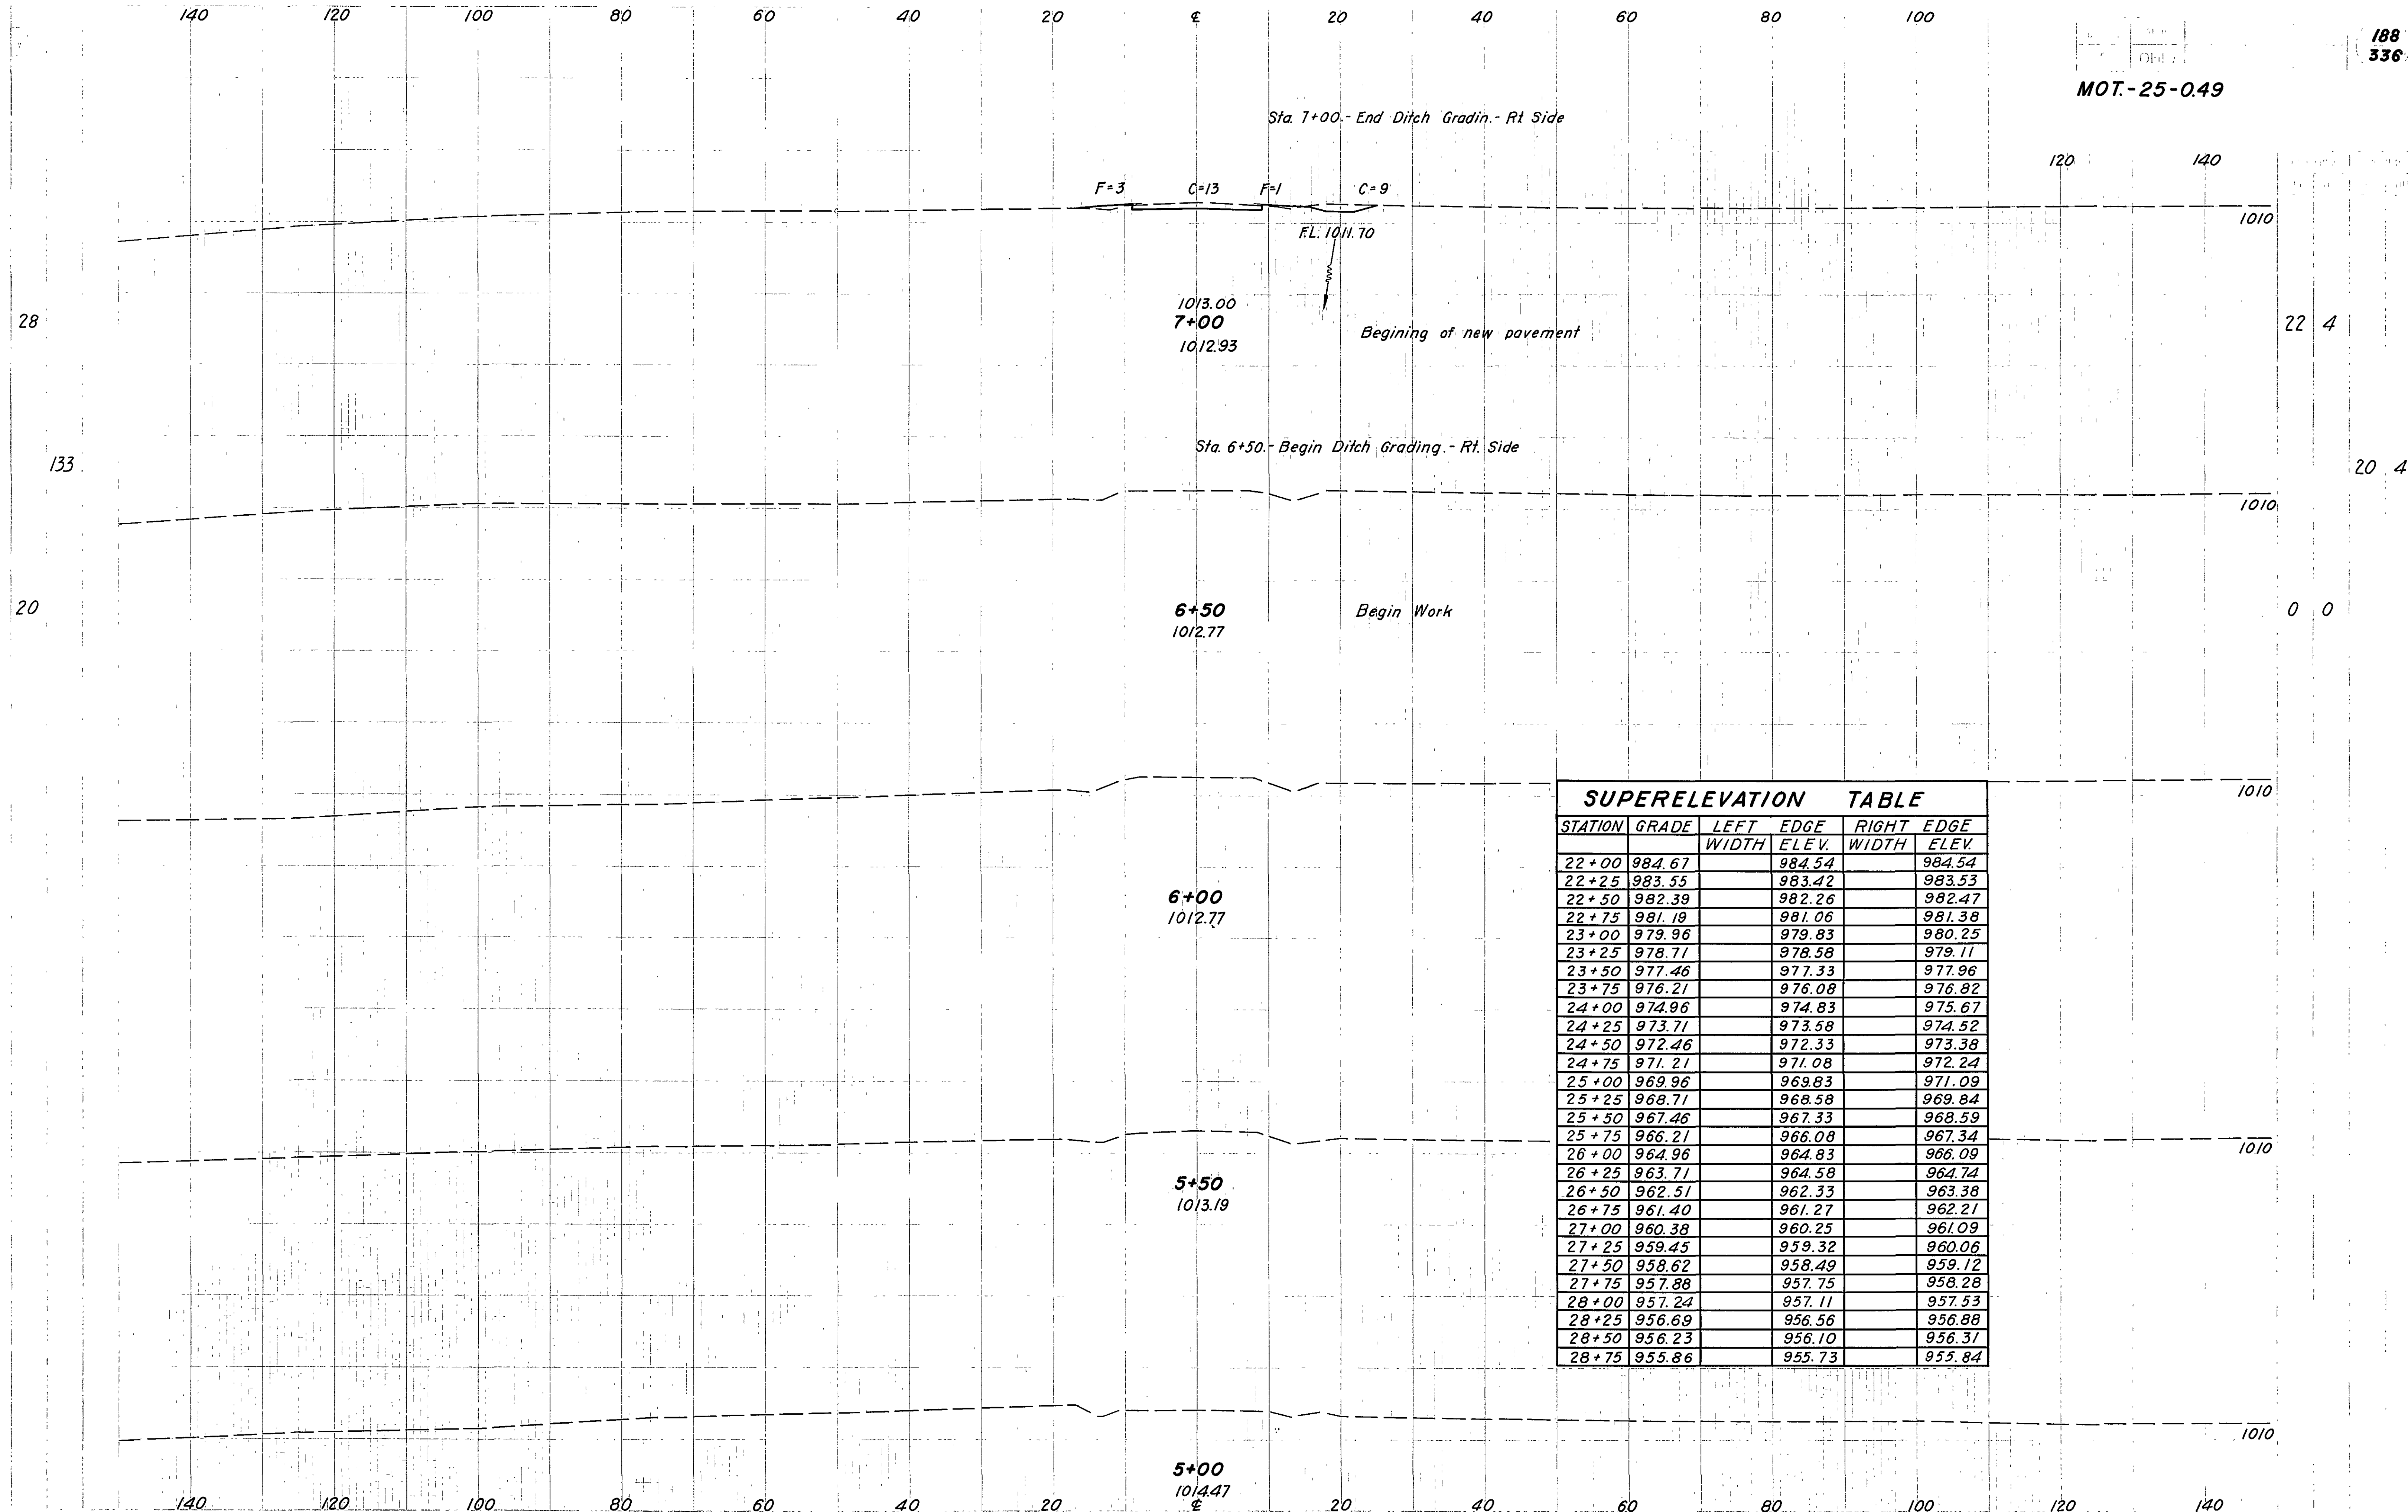 140 120 100 80 60 40 20 ℄ 20 40 60 80 100
188
336
MOT.-25-0.49
Sta. 7+00.- End Ditch Gradin.- Rt Side
120 140
F=3 C=13 F=1 C=9
1010
F.L. 1011.70
1013.00
28 7+00 Begining of new pavement 22 4
1012.93
Sta. 6+50.- Begin Ditch Grading.- Rt. Side
133 20 4
1010
20 6+50 Begin Work 0 0
1012.77
1010
6+00
1012.77
SUPERELEVATION TABLE
STATION GRADE LEFT EDGE RIGHT EDGE
WIDTH ELEV. WIDTH ELEV.
22+00 984.67 984.54 984.54
22+25 983.55 983.42 983.53
22+50 982.39 982.26 982.47
22+75 981.19 981.06 981.38
23+00 979.96 979.83 980.25
23+25 978.71 978.58 979.11
23+50 977.46 977.33 977.96
23+75 976.21 976.08 976.82
24+00 974.96 974.83 975.67
24+25 973.71 973.58 974.52
24+50 972.46 972.33 973.38
24+75 971.21 971.08 972.24
25+00 969.96 969.83 971.09
25+25 968.71 968.58 969.84
25+50 967.46 967.33 968.59
25+75 966.21 966.08 967.34
26+00 964.96 964.83 966.09
26+25 963.71 964.58 964.74
26+50 962.51 962.33 963.38
26+75 961.40 961.27 962.21
27+00 960.38 960.25 961.09
27+25 959.45 959.32 960.06
27+50 958.62 958.49 959.12
27+75 957.88 957.75 958.28
28+00 957.24 957.11 957.53
28+25 956.69 956.56 956.88
28+50 956.23 956.10 956.31
28+75 955.86 955.73 955.84
1010
5+50
1013.19
1010
5+00
1014.47
140 120 100 80 60 40 20 ℄ 20 40 60 80 100 120 140